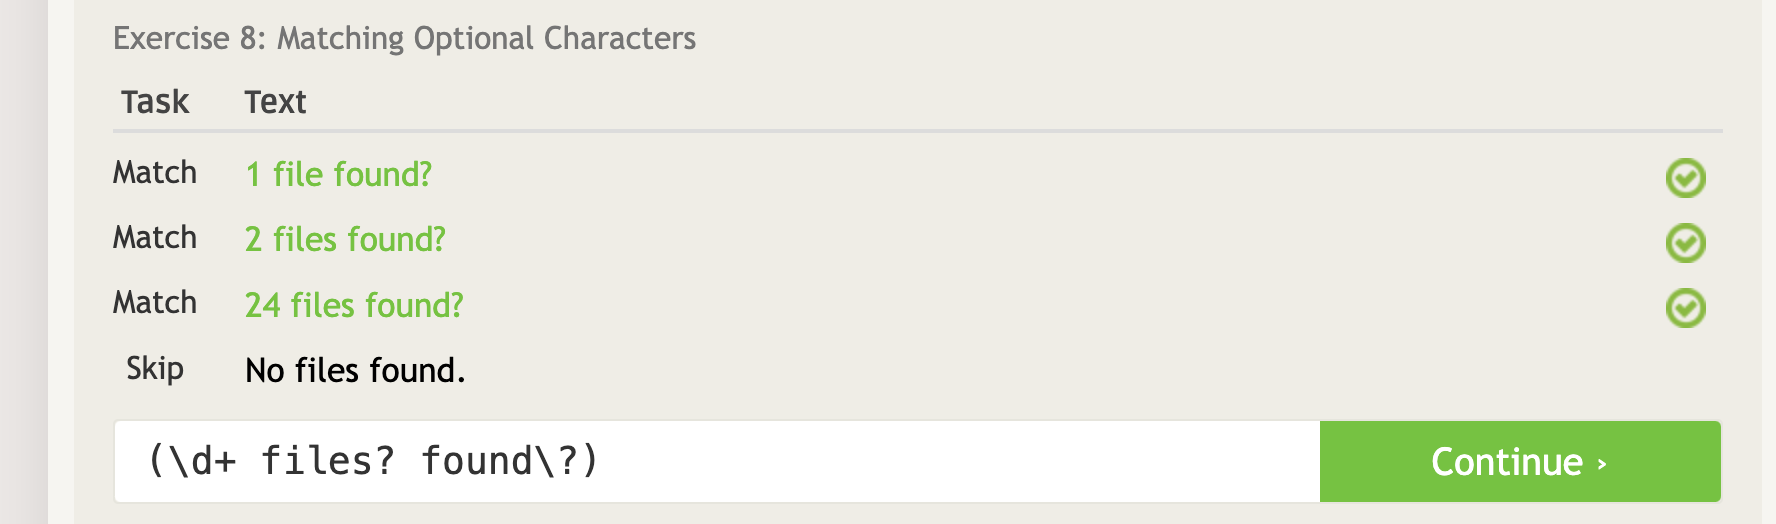 Exercise 8: Matching Optional Characters
Task Text
Match 1 file found?
Match 2 files found?
Match 24 files found?
Skip No files found.
(\d+ files? found\?) Continue ›